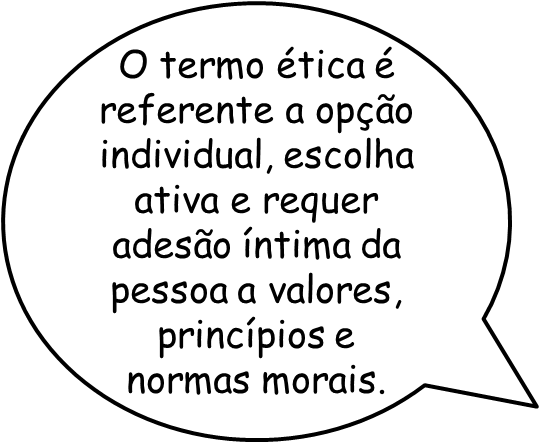 O termo ética é
referente a opção
individual, escolha
ativa e requer
adesão íntima da
pessoa a valores,
princípios e
normas morais.